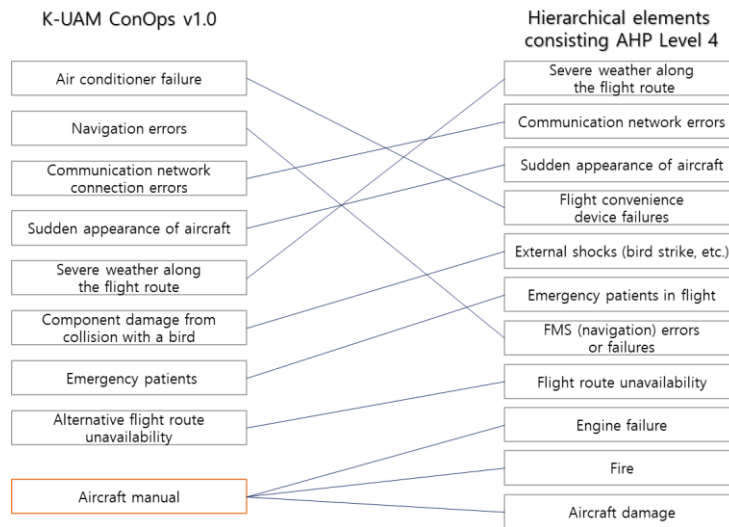 K-UAM ConOps v1.0
Air conditioner failure
Navigation errors
Communication network
connection errors
Sudden appearance of aircraft
Severe weather along
the flight route
Component damage from
collision with a bird
Emergency patients
Alternative flight route
unavailability
Aircraft manual
Hierarchical elements
consisting AHP Level 4
Severe weather along
the flight route
Communication network errors
Sudden appearance of aircraft
Flight convenience
device failures
External shocks (bird strike, etc.)
Emergency patients in flight
FMS (navigation) errors
or failures
Flight route unavailability
Engine failure
Fire
Aircraft damage